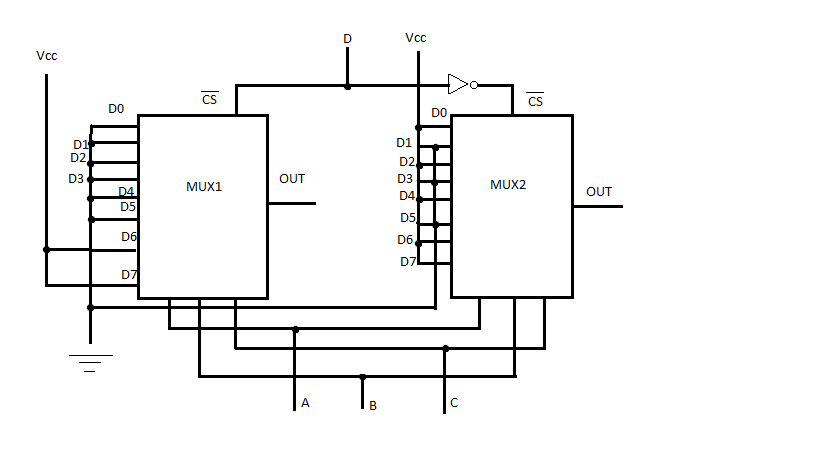 D
Vcc
Vcc
CS
CS
D0
D0
D1
D1
D2
D2
D3
D3
MUX1
OUT
MUX2
OUT
D4
D4
D5
D5
D6
D6
D7
D7
A
B
C